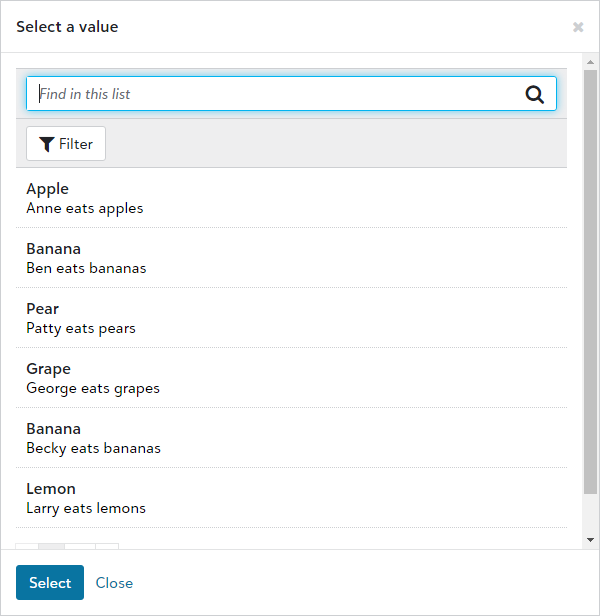 Select a value
Find in this list
Filter
Apple
Anne eats apples
Banana
Ben eats bananas
Pear
Patty eats pears
Grape
George eats grapes
Banana
Becky eats bananas
Lemon
Larry eats lemons
Select Close